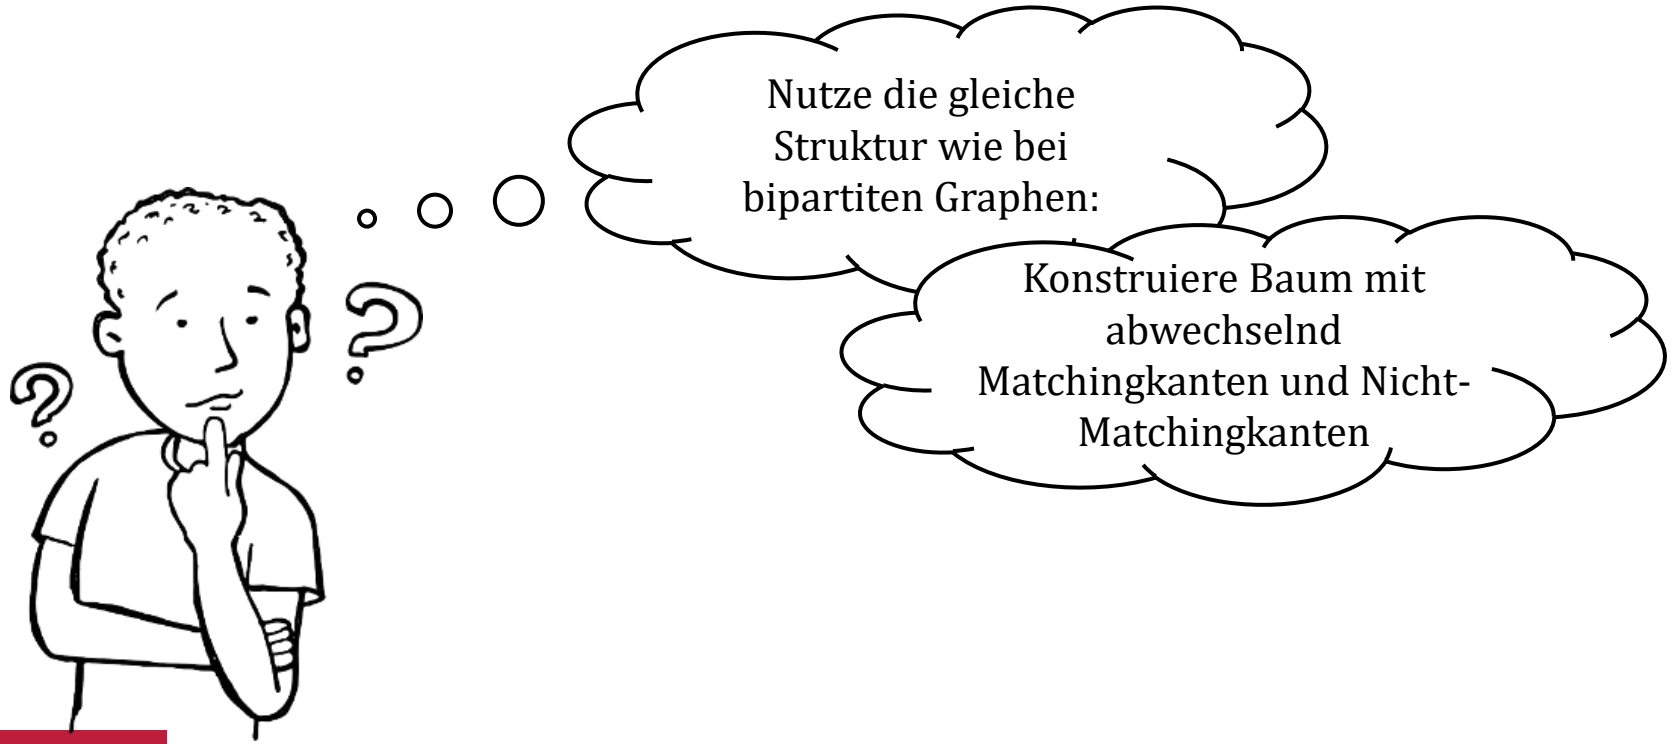 Nutze die gleiche
Struktur wie bei
bipartiten Graphen:
Konstruiere Baum mit
abwechselnd
Matchingkanten und Nicht-
Matchingkanten